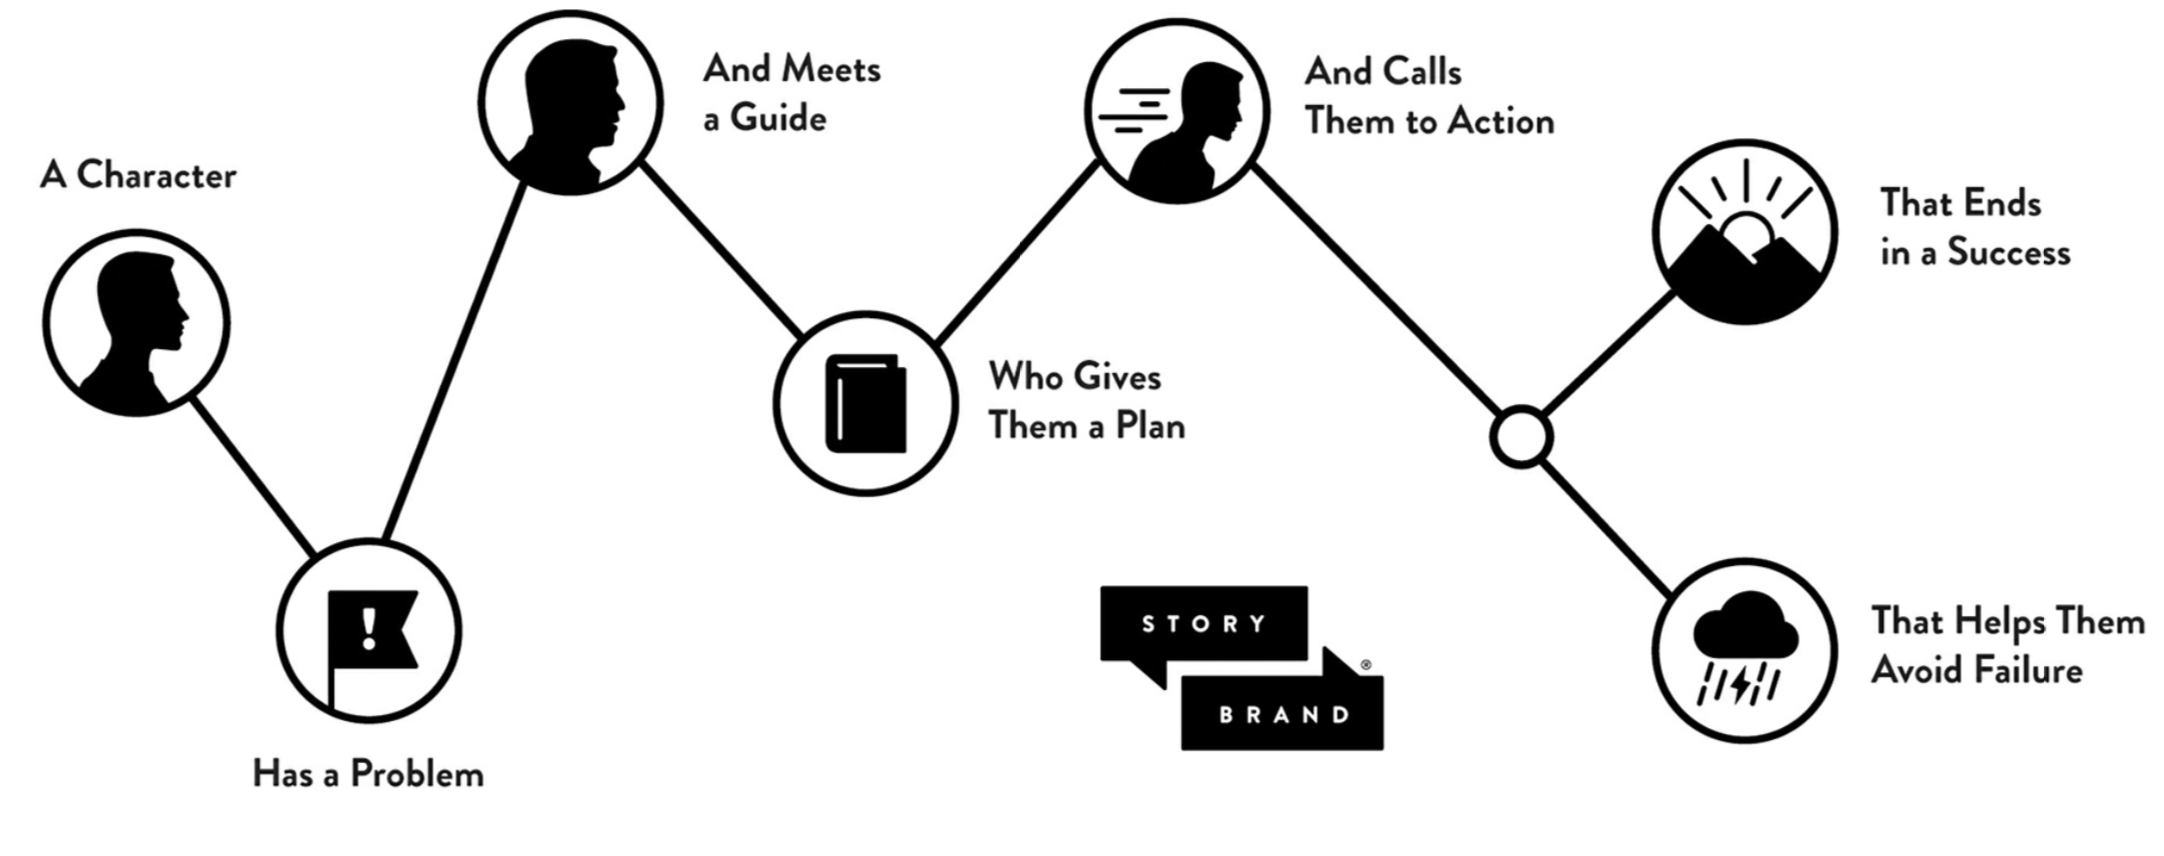 A Character
Has a Problem
And Meets
a Guide
Who Gives
Them a Plan
And Calls
Them to Action
That Ends
in a Success
That Helps Them
Avoid Failure
!
STORY
BRAND
®